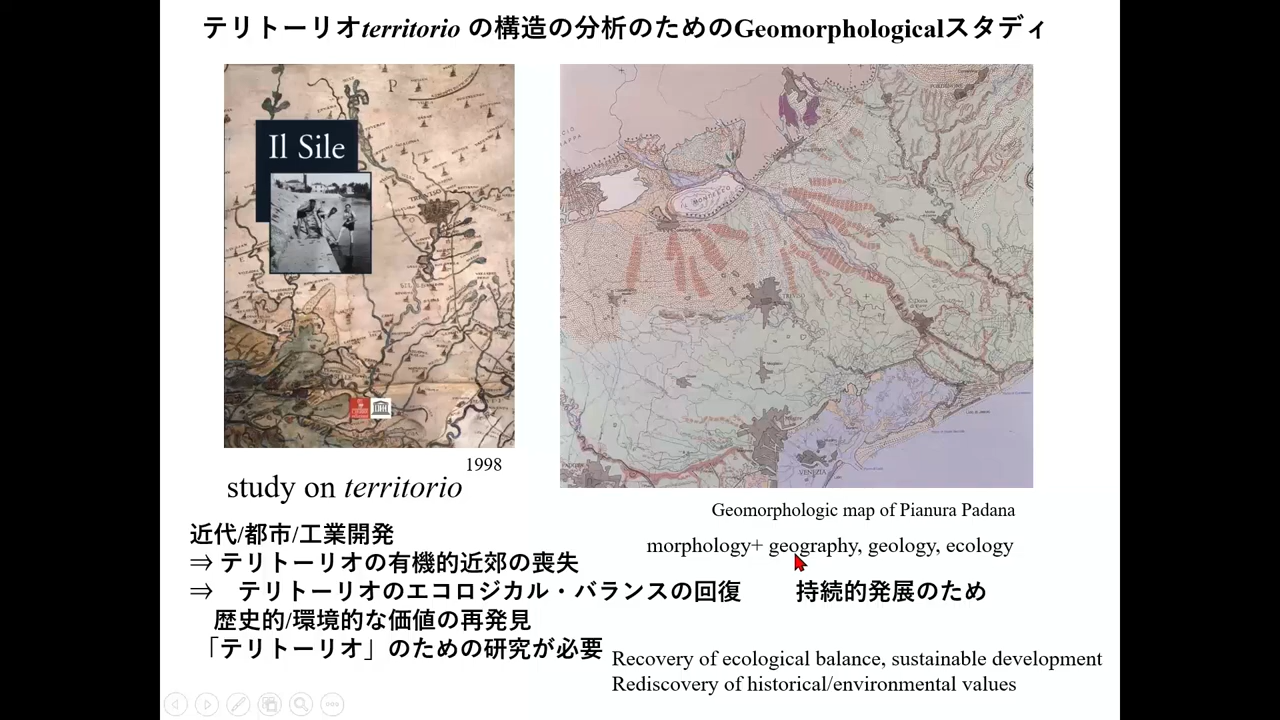 テリトーリオterritorio の構造の分析のためのGeomorphologicalスタディ
Il Sile
1998
study on territorio
近代/都市/工業開発
⇒ テリトーリオの有機的近郊の喪失
⇒ テリトーリオのエコロジカル・バランスの回復 持続的発展のため
歴史的/環境的な価値の再発見
「テリトーリオ」のための研究が必要
IL MONTELLO
TREVISO
VENEZIA
Geomorphologic map of Pianura Padana
morphology+ geography, geology, ecology
Recovery of ecological balance, sustainable development
Rediscovery of historical/environmental values